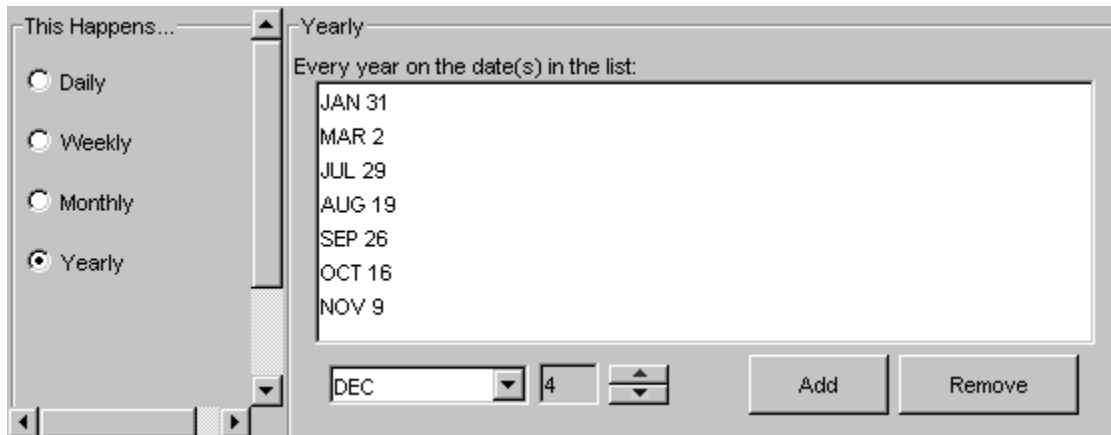 This Happens...
Daily
Weekly
Monthly
Yearly
Yearly
Every year on the date(s) in the list:
JAN 31
MAR 2
JUL 29
AUG 19
SEP 26
OCT 16
NOV 9
DEC 4 Add Remove